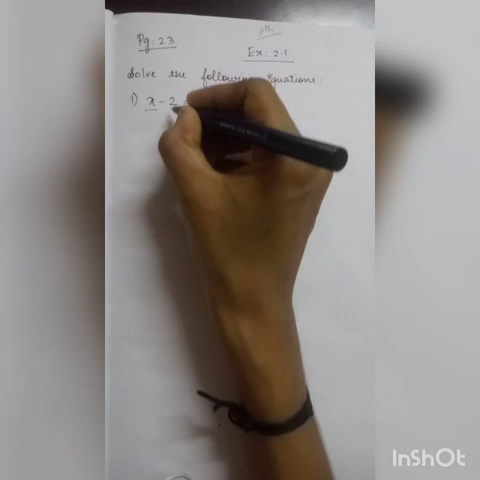 Pg: 23
Ex: 2.1
Solve the following Equations:
1) x - 2
InShOt